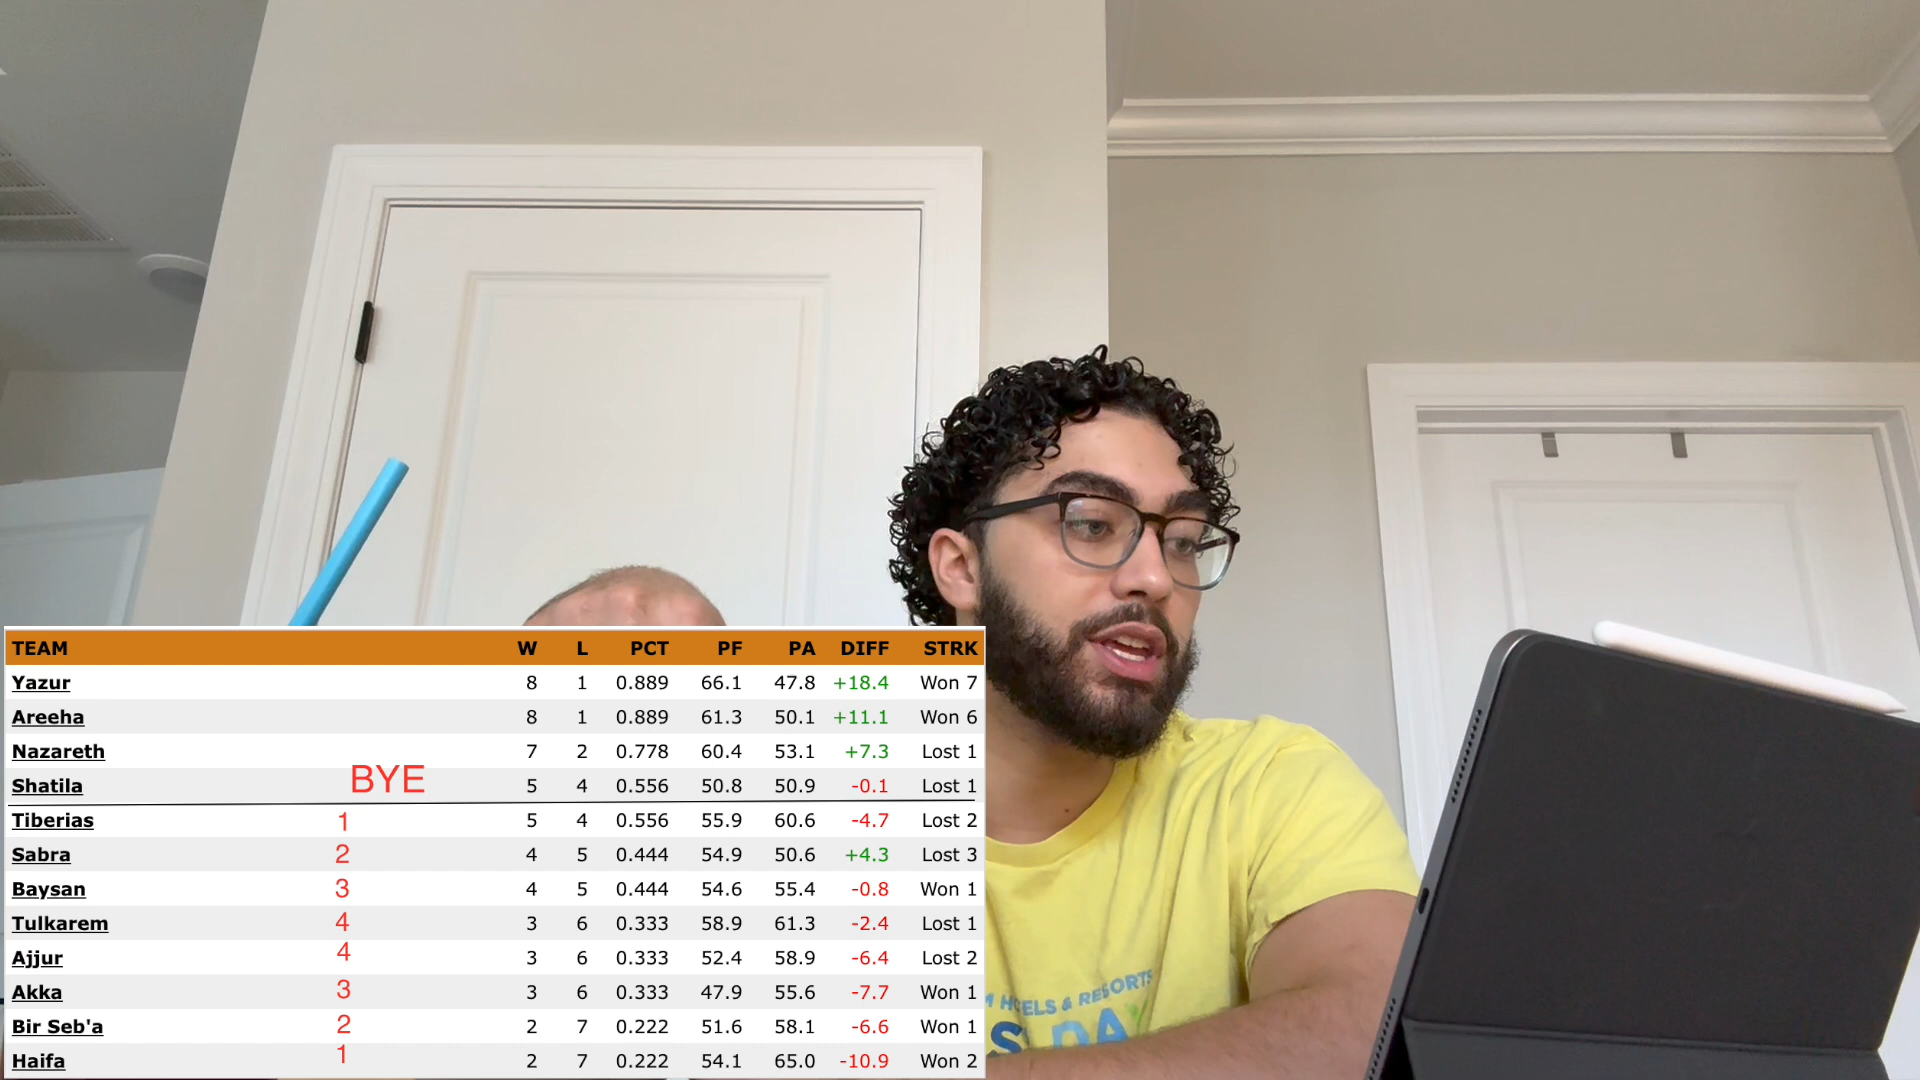 TEAM W L PCT PF PA DIFF STRK
Yazur 8 1 0.889 66.1 47.8 +18.4 Won 7
Areeha 8 1 0.889 61.3 50.1 +11.1 Won 6
Nazareth 7 2 0.778 60.4 53.1 +7.3 Lost 1
BYE
Shatila 5 4 0.556 50.8 50.9 -0.1 Lost 1
Tiberias 1 5 4 0.556 55.9 60.6 -4.7 Lost 2
Sabra 2 4 5 0.444 54.9 50.6 +4.3 Lost 3
Baysan 3 4 5 0.444 54.6 55.4 -0.8 Won 1
Tulkarem 4 3 6 0.333 58.9 61.3 -2.4 Lost 1
Ajjur 4 3 6 0.333 52.4 58.9 -6.4 Lost 2
Akka 3 3 6 0.333 47.9 55.6 -7.7 Won 1
Bir Seb'a 2 2 7 0.222 51.6 58.1 -6.6 Won 1
Haifa 1 2 7 0.222 54.1 65.0 -10.9 Won 2
& RESORTS